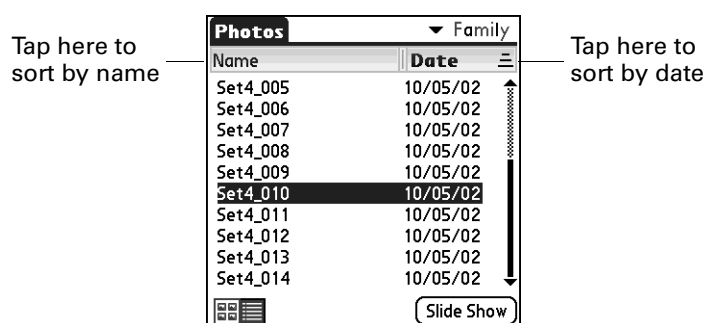 Photos Family
Tap here to
sort by name
Name Date
Tap here to
sort by date
Set4_005 10/05/02
Set4_006 10/05/02
Set4_007 10/05/02
Set4_008 10/05/02
Set4_009 10/05/02
Set4_010 10/05/02
Set4_011 10/05/02
Set4_012 10/05/02
Set4_013 10/05/02
Set4_014 10/05/02
Slide Show